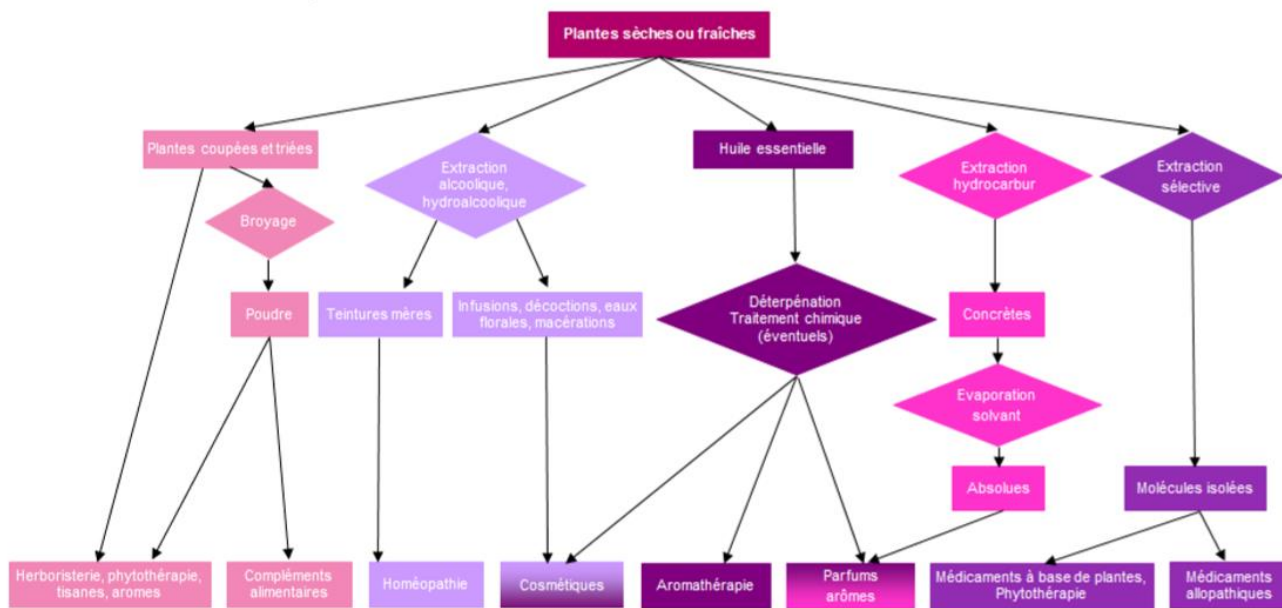 Plantes sèches ou fraîches
Plantes coupées et triées
Extraction
alcoolique,
hydroalcoolique
Huile essentielle
Extraction
hydrocarbur
Extraction
sélective
Broyage
Poudre
Teintures mères
Infusions, décoctions, eaux
florales, macérations
Déterpénation
Traitement chimique
(éventuels)
Concrètes
Evaporation
solvant
Absolues
Molécules isolées
Herboristerie, phytothérapie,
tisanes, aromes
Compléments
alimentaires
Homéopathie
Cosmétiques
Aromathérapie
Parfums
arômes
Médicaments à base de plantes,
Phytothérapie
Médicaments
allopathiques